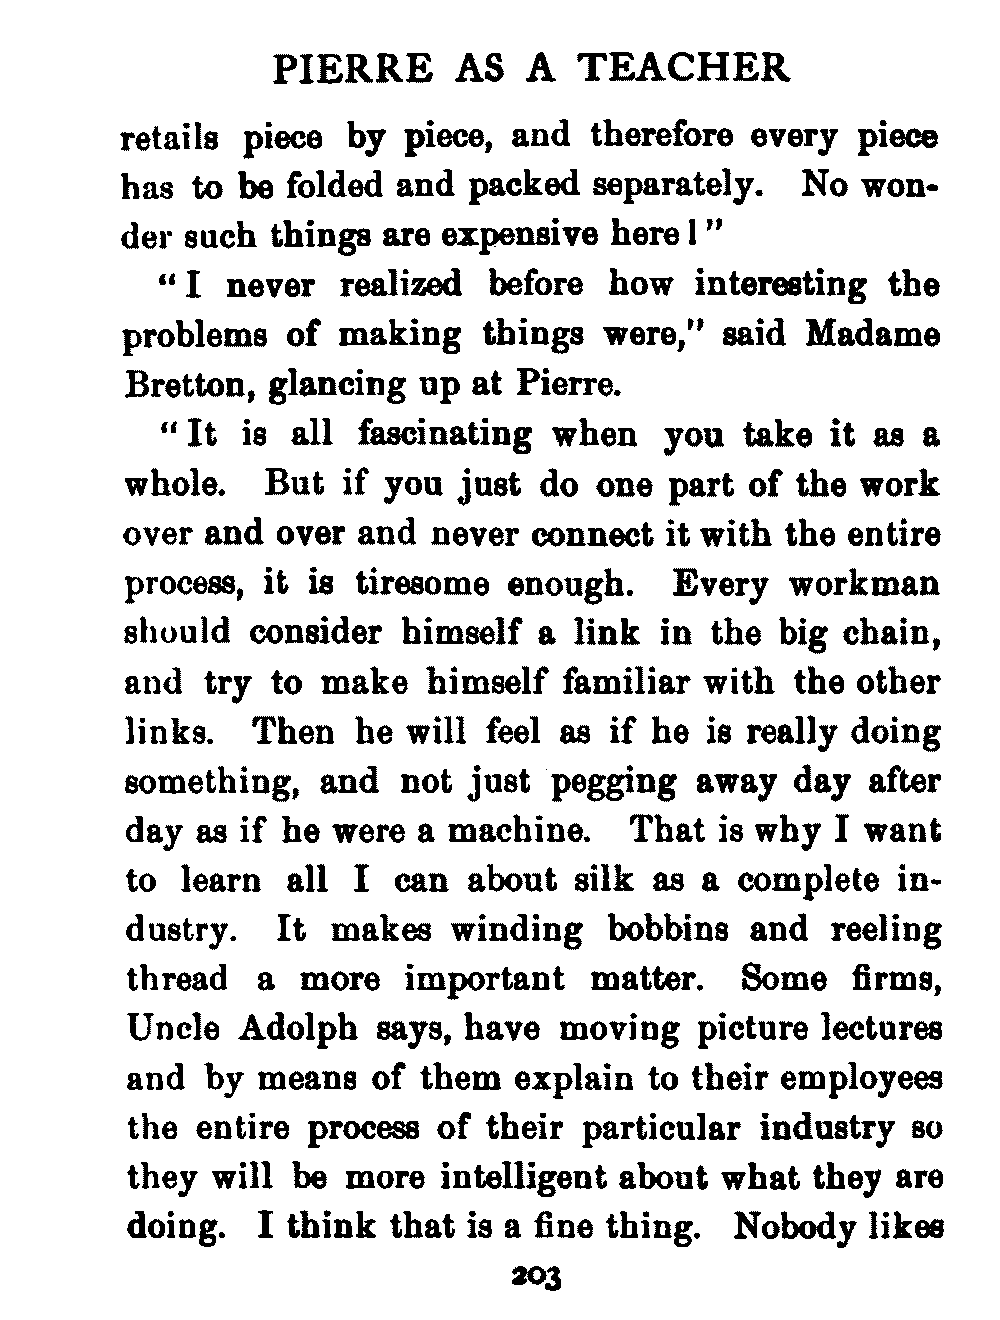 PIERRE AS A TEACHER
retails piece by piece, and therefore every piece
has to be folded and packed separately. No won-
der such things are expensive here!"
"I never realized before how interesting the
problems of making things were," said Madame
Bretton, glancing up at Pierre.
"It is all fascinating when you take it as a
whole. But if you just do one part of the work
over and over and never connect it with the entire
process, it is tiresome enough. Every workman
should consider himself a link in the big chain,
and try to make himself familiar with the other
links. Then he will feel as if he is really doing
something, and not just pegging away day after
day as if he were a machine. That is why I want
to learn all I can about silk as a complete in-
dustry. It makes winding bobbins and reeling
thread a more important matter. Some firms,
Uncle Adolph says, have moving picture lectures
and by means of them explain to their employees
the entire process of their particular industry so
they will be more intelligent about what they are
doing. I think that is a fine thing. Nobody likes
203